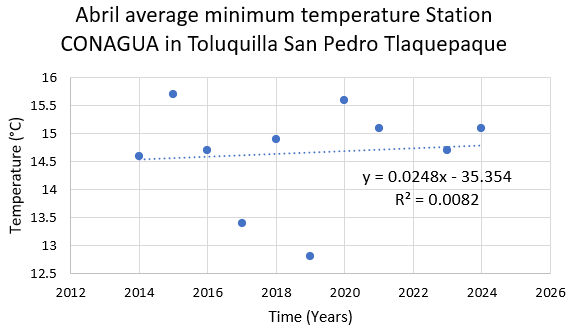 Abril average minimum temperature Station
CONAGUA in Toluquilla San Pedro Tlaquepaque
Temperature (°C)
16
15.5
15
14.5
14
13.5
13
12.5
y = 0.0248x - 35.354
R² = 0.0082
2012 2014 2016 2018 2020 2022 2024 2026
Time (Years)